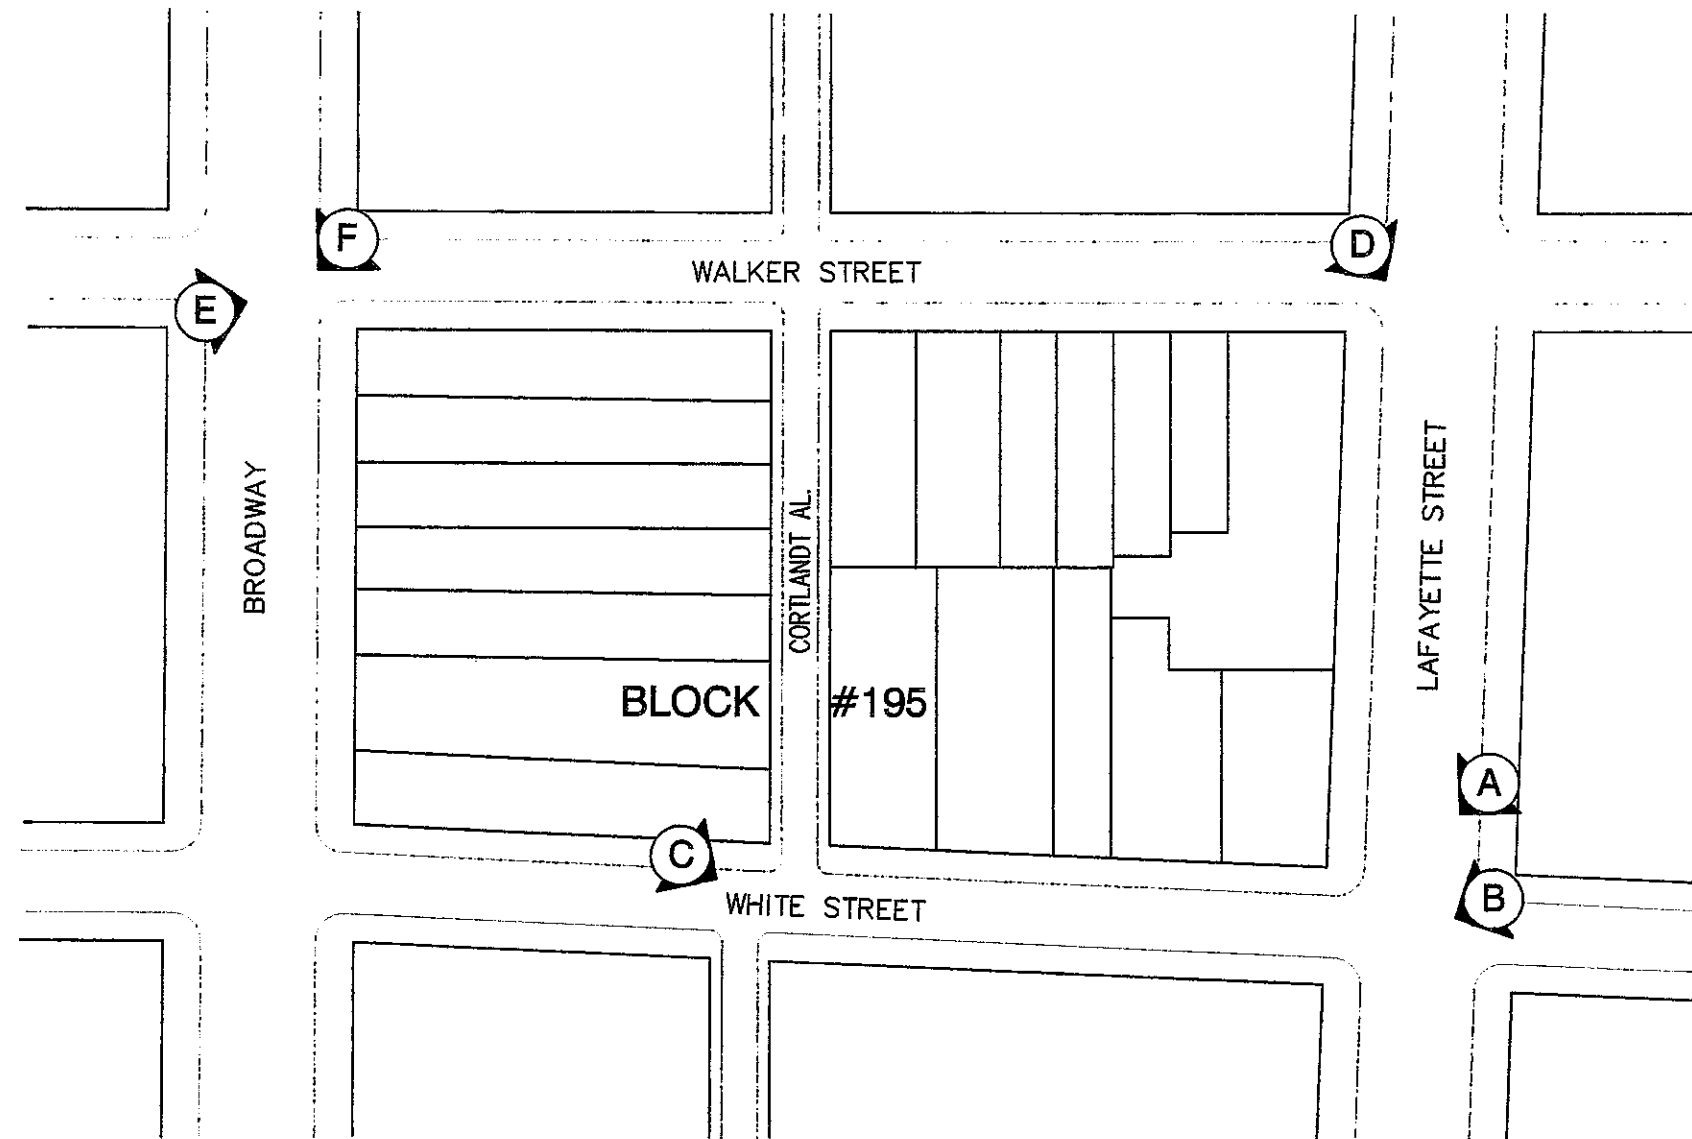 F
D
WALKER STREET
E
BROADWAY
CORTLANDT AL.
LAFAYETTE STREET
BLOCK #195
A
C
B
WHITE STREET